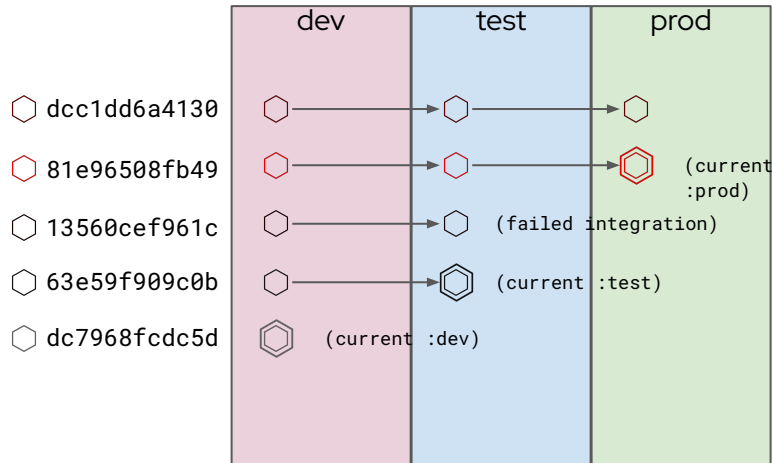 dev test prod
dcc1dd6a4130
81e96508fb49 (current
:prod)
13560cef961c (failed integration)
63e59f909c0b (current :test)
dc7968fcdc5d (current :dev)